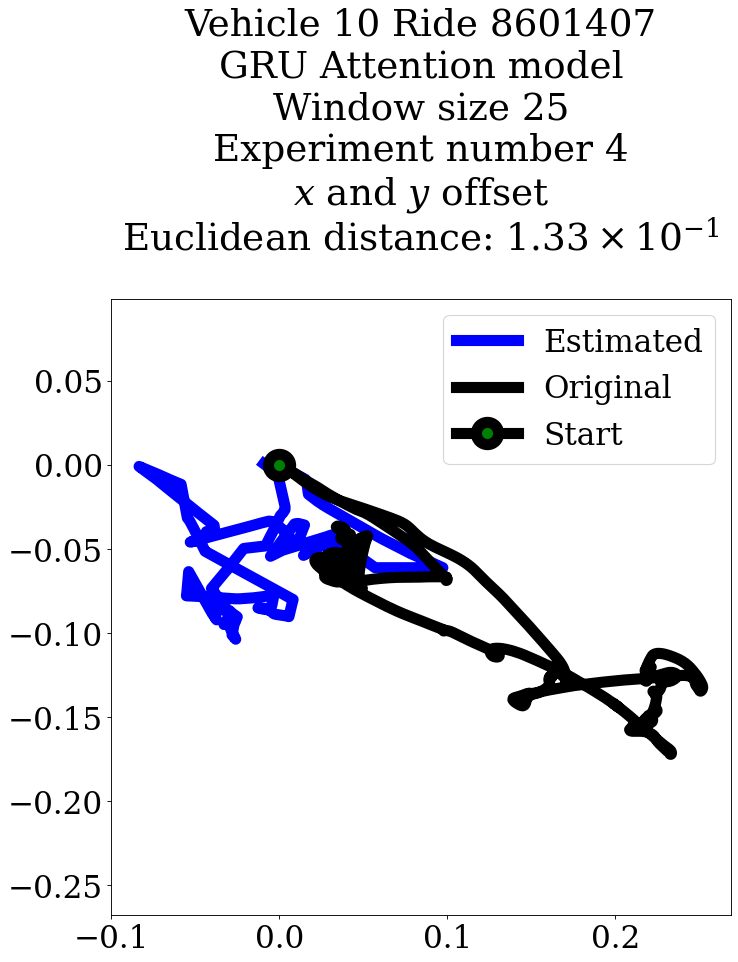 Vehicle 10 Ride 8601407
GRU Attention model
Window size 25
Experiment number 4
x and y offset
Euclidean distance: 1.33 × 10⁻¹
Estimated
Original
Start
0.05
0.00
−0.05
−0.10
−0.15
−0.20
−0.25
−0.1 0.0 0.1 0.2